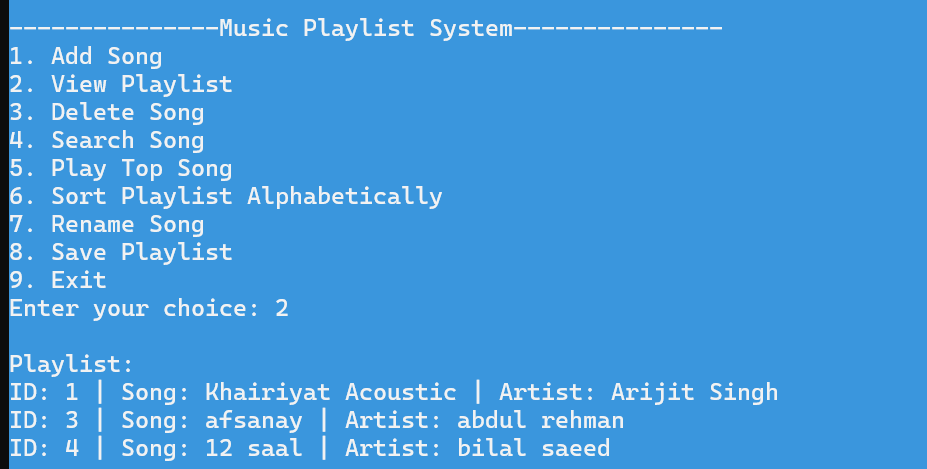 ---------------Music Playlist System---------------
1. Add Song
2. View Playlist
3. Delete Song
4. Search Song
5. Play Top Song
6. Sort Playlist Alphabetically
7. Rename Song
8. Save Playlist
9. Exit
Enter your choice: 2
Playlist:
ID: 1 | Song: Khairiyat Acoustic | Artist: Arijit Singh
ID: 3 | Song: afsanay | Artist: abdul rehman
ID: 4 | Song: 12 saal | Artist: bilal saeed